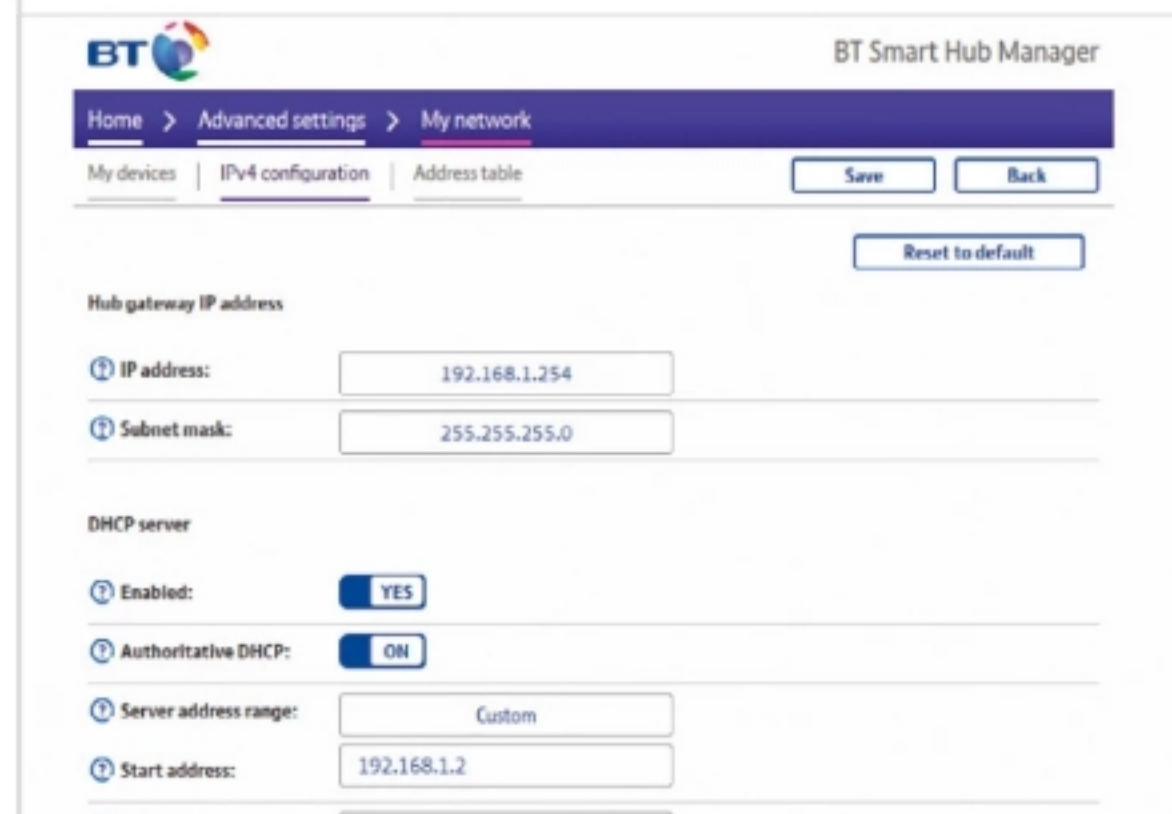 BT
BT Smart Hub Manager
Home > Advanced settings > My network
My devices | IPv4 configuration | Address table
Save
Back
Reset to default
Hub gateway IP address
? IP address: 192.168.1.254
? Subnet mask: 255.255.255.0
DHCP server
? Enabled: YES
? Authoritative DHCP: ON
? Server address range: Custom
? Start address: 192.168.1.2